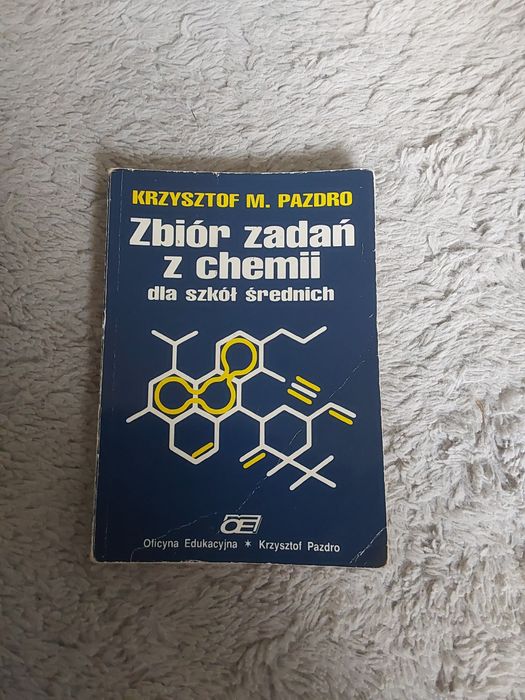 KRZYSZTOF M. PAZDRO
Zbiór zadań
z chemii
dla szkół średnich
OE
Oficyna Edukacyjna * Krzysztof Pazdro